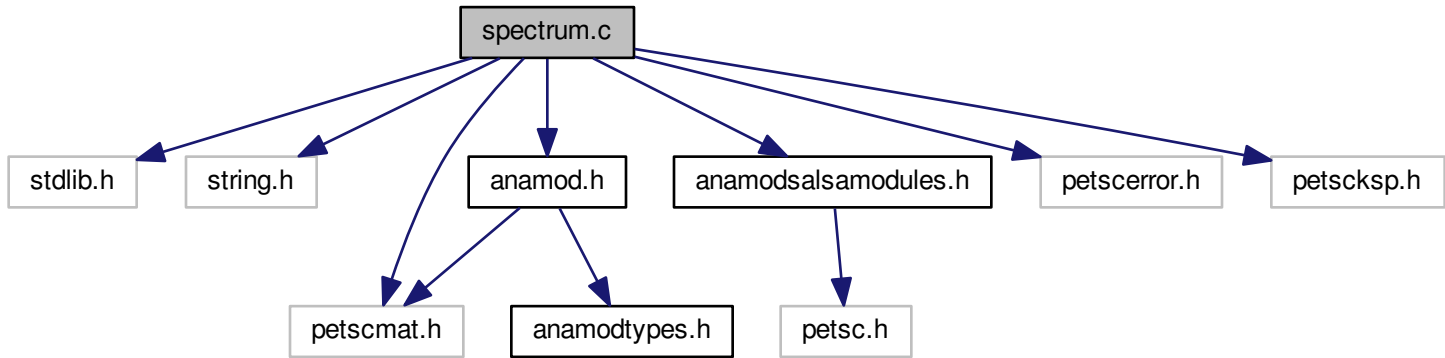 spectrum.c
stdlib.h
string.h
anamod.h
anamodsalsamodules.h
petscerror.h
petscksp.h
petscmat.h
anamodtypes.h
petsc.h